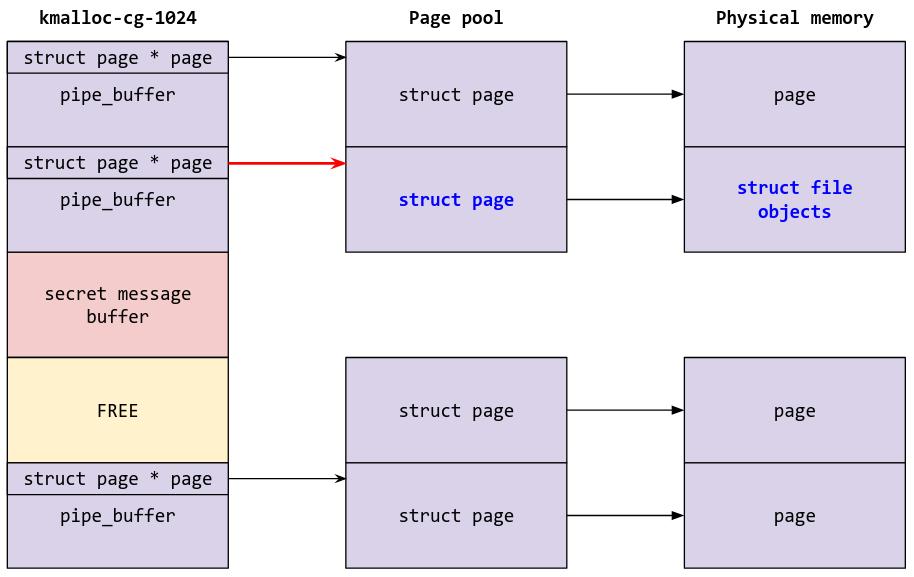 kmalloc-cg-1024
struct page * page
pipe_buffer
struct page * page
pipe_buffer
secret message
buffer
FREE
struct page * page
pipe_buffer
Page pool
struct page
struct page
struct page
struct page
Physical memory
page
struct file
objects
page
page